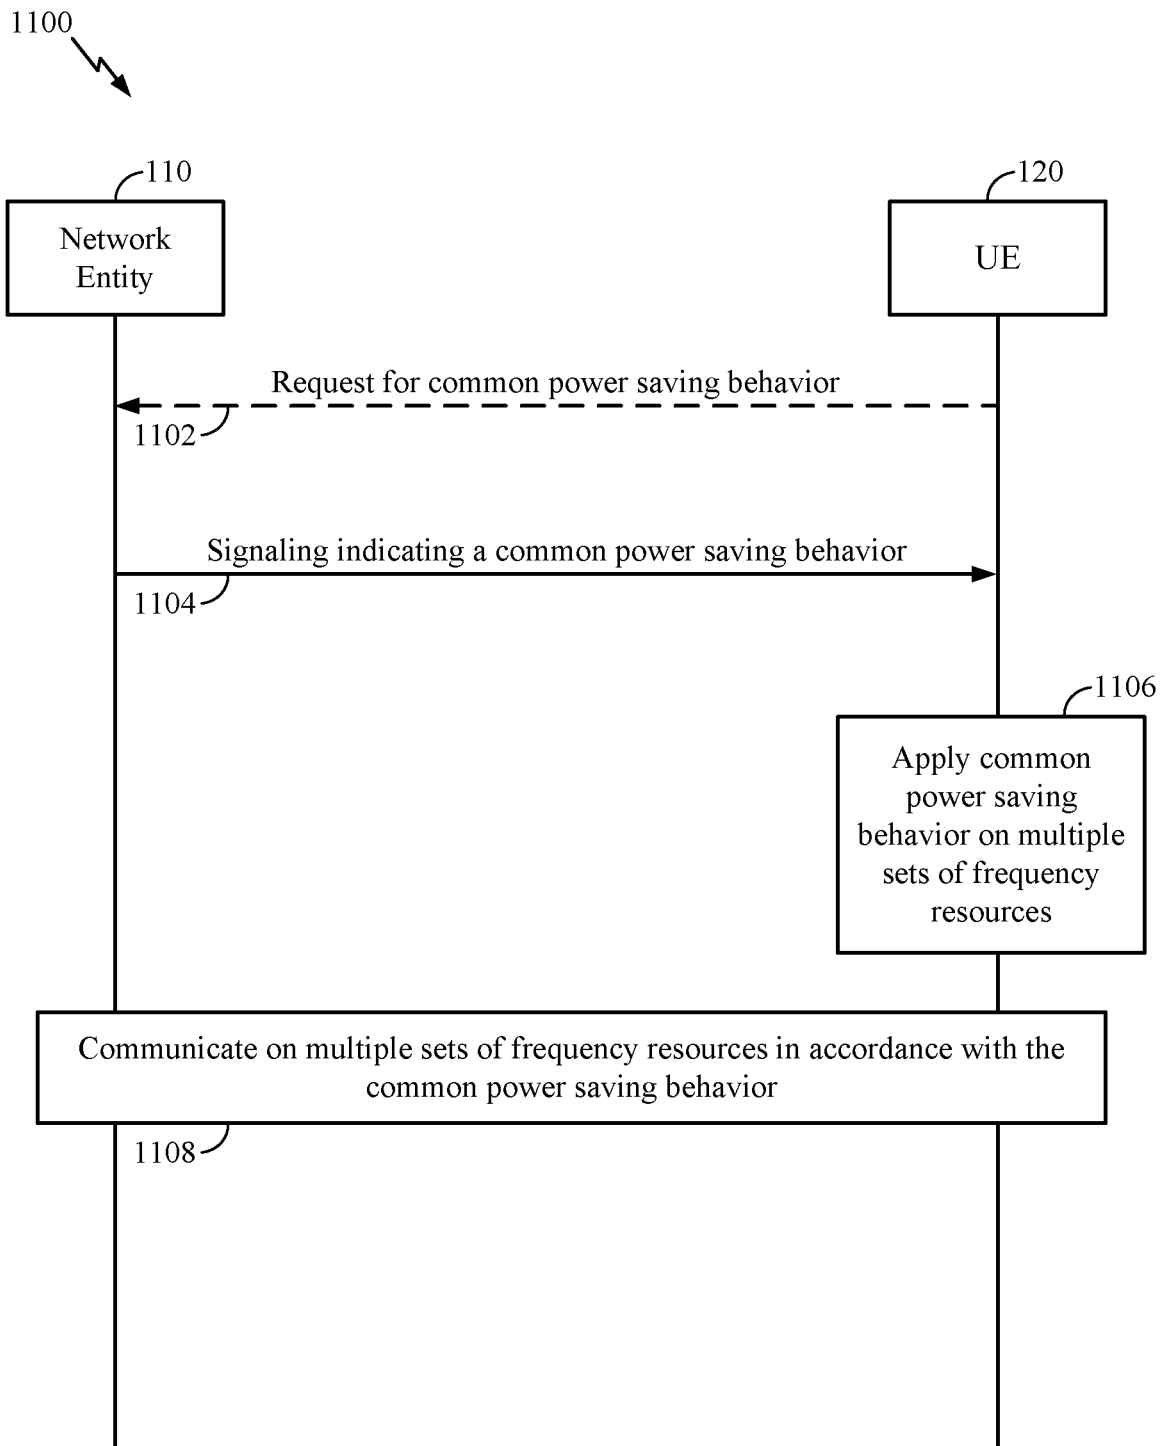 1100
110
120
Network
Entity
UE
Request for common power saving behavior
1102
Signaling indicating a common power saving behavior
1104
1106
Apply common
power saving
behavior on multiple
sets of frequency
resources
Communicate on multiple sets of frequency resources in accordance with the
common power saving behavior
1108